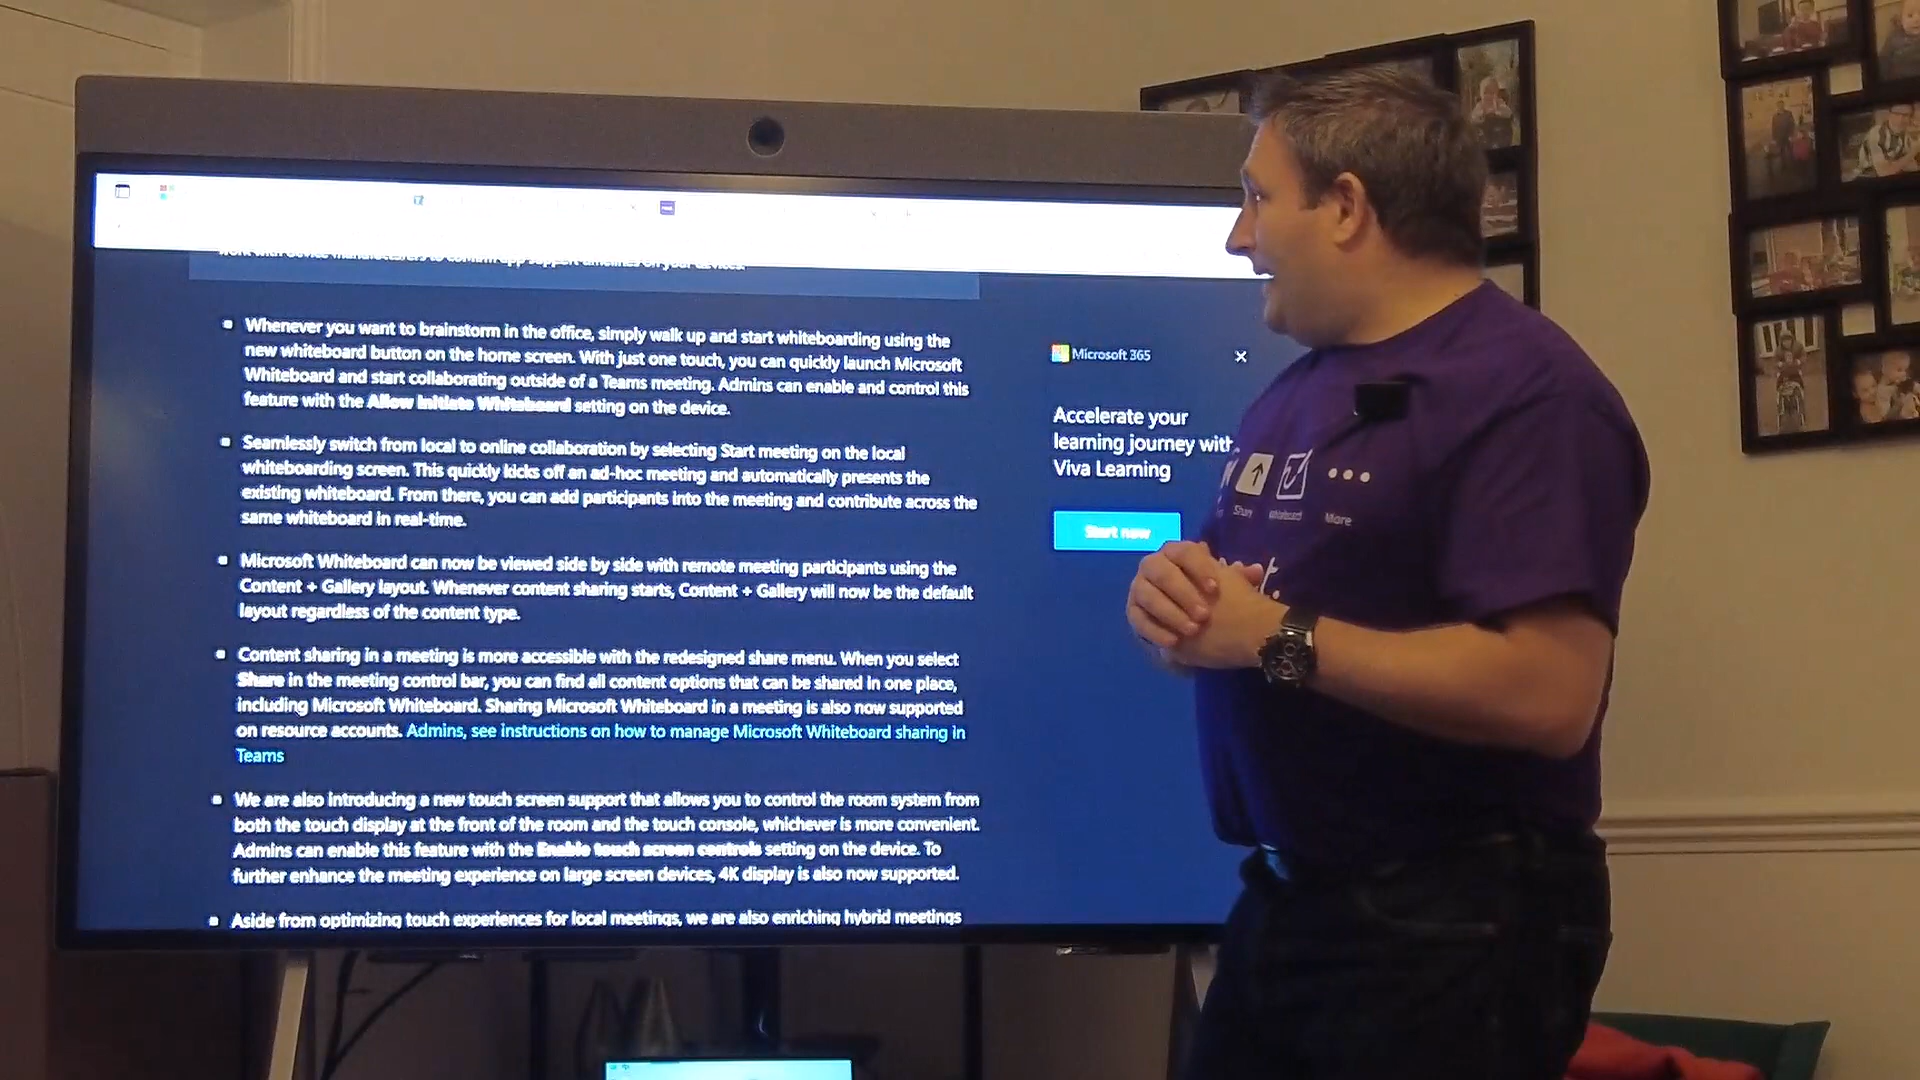 work with device manufacturers to confirm app support timelines on your devices.
Whenever you want to brainstorm in the office, simply walk up and start whiteboarding using the
new whiteboard button on the home screen. With just one touch, you can quickly launch Microsoft
Whiteboard and start collaborating outside of a Teams meeting. Admins can enable and control this
feature with the Allow Initiate Whiteboard setting on the device.
Seamlessly switch from local to online collaboration by selecting Start meeting on the local
whiteboarding screen. This quickly kicks off an ad-hoc meeting and automatically presents the
existing whiteboard. From there, you can add participants into the meeting and contribute across the
same whiteboard in real-time.
Microsoft Whiteboard can now be viewed side by side with remote meeting participants using the
Content + Gallery layout. Whenever content sharing starts, Content + Gallery will now be the default
layout regardless of the content type.
Content sharing in a meeting is more accessible with the redesigned share menu. When you select
Share in the meeting control bar, you can find all content options that can be shared in one place,
including Microsoft Whiteboard. Sharing Microsoft Whiteboard in a meeting is also now supported
on resource accounts. Admins, see instructions on how to manage Microsoft Whiteboard sharing in
Teams
We are also introducing a new touch screen support that allows you to control the room system from
both the touch display at the front of the room and the touch console, whichever is more convenient.
Admins can enable this feature with the Enable touch screen controls setting on the device. To
further enhance the meeting experience on large screen devices, 4K display is also now supported.
Aside from optimizing touch experiences for local meetings, we are also enriching hybrid meetings
Microsoft 365
Accelerate your
learning journey with
Viva Learning
Start now
Share Whiteboard More